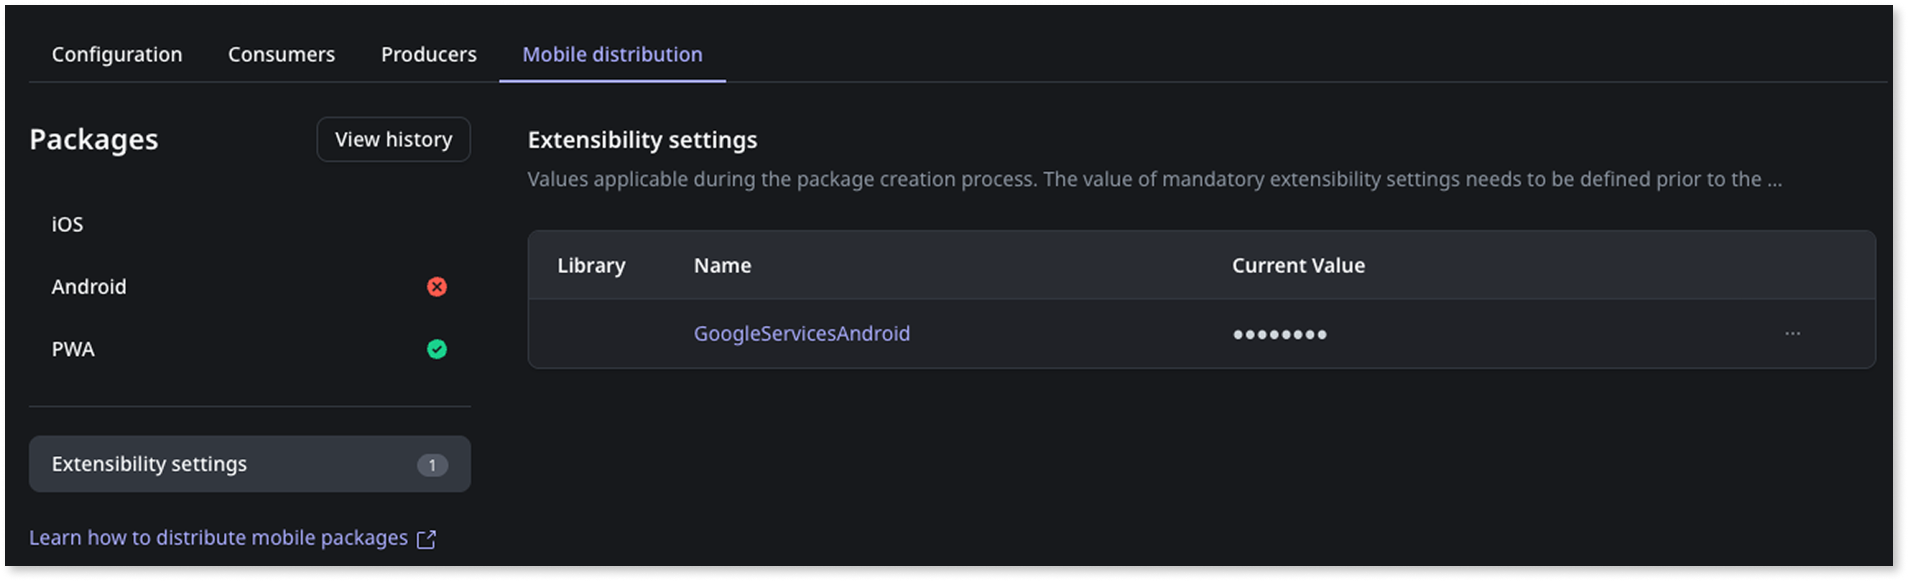 Configuration Consumers Producers Mobile distribution
Packages
View history
iOS
Android
PWA
Extensibility settings 1
Learn how to distribute mobile packages
Extensibility settings
Values applicable during the package creation process. The value of mandatory extensibility settings needs to be defined prior to the ...
Library Name Current Value
GoogleServicesAndroid ●●●●●●●● ...